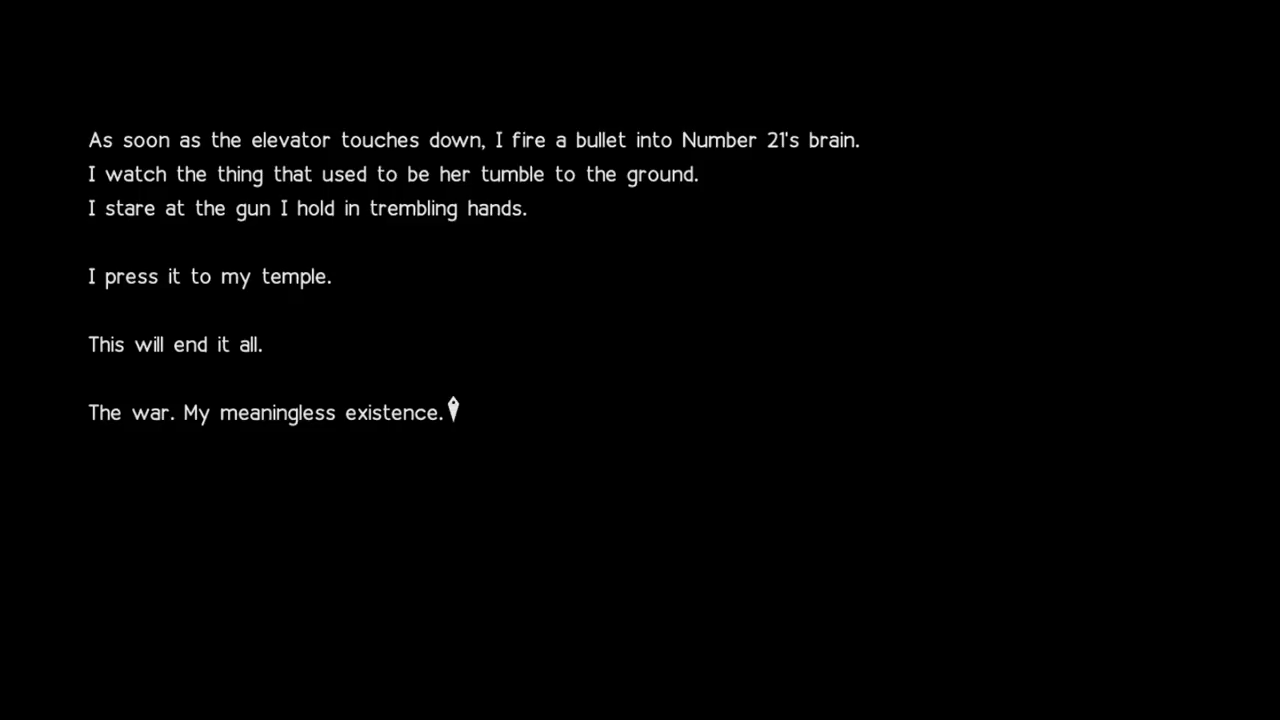 As soon as the elevator touches down, I fire a bullet into Number 21's brain.
I watch the thing that used to be her tumble to the ground.
I stare at the gun I hold in trembling hands.
I press it to my temple.
This will end it all.
The war. My meaningless existence.